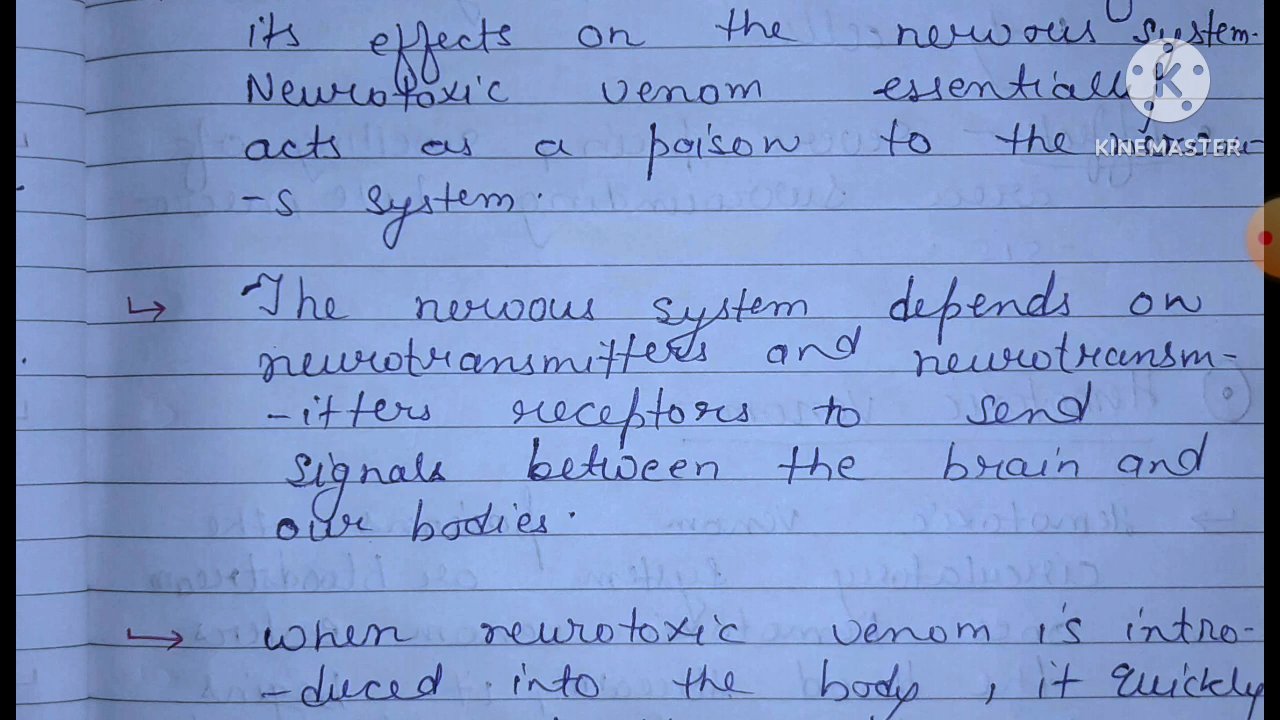 its effects on the nervous system.
Neurotoxic venom essentially
acts as a poison to the
-s system.
KINEMASTER
↳ The nervous system depends on
neurotransmitters and neurotransm-
-itters receptors to send
signals between the brain and
our bodies.
↳ when neurotoxic venom is intro-
-duced into the body, it quickly